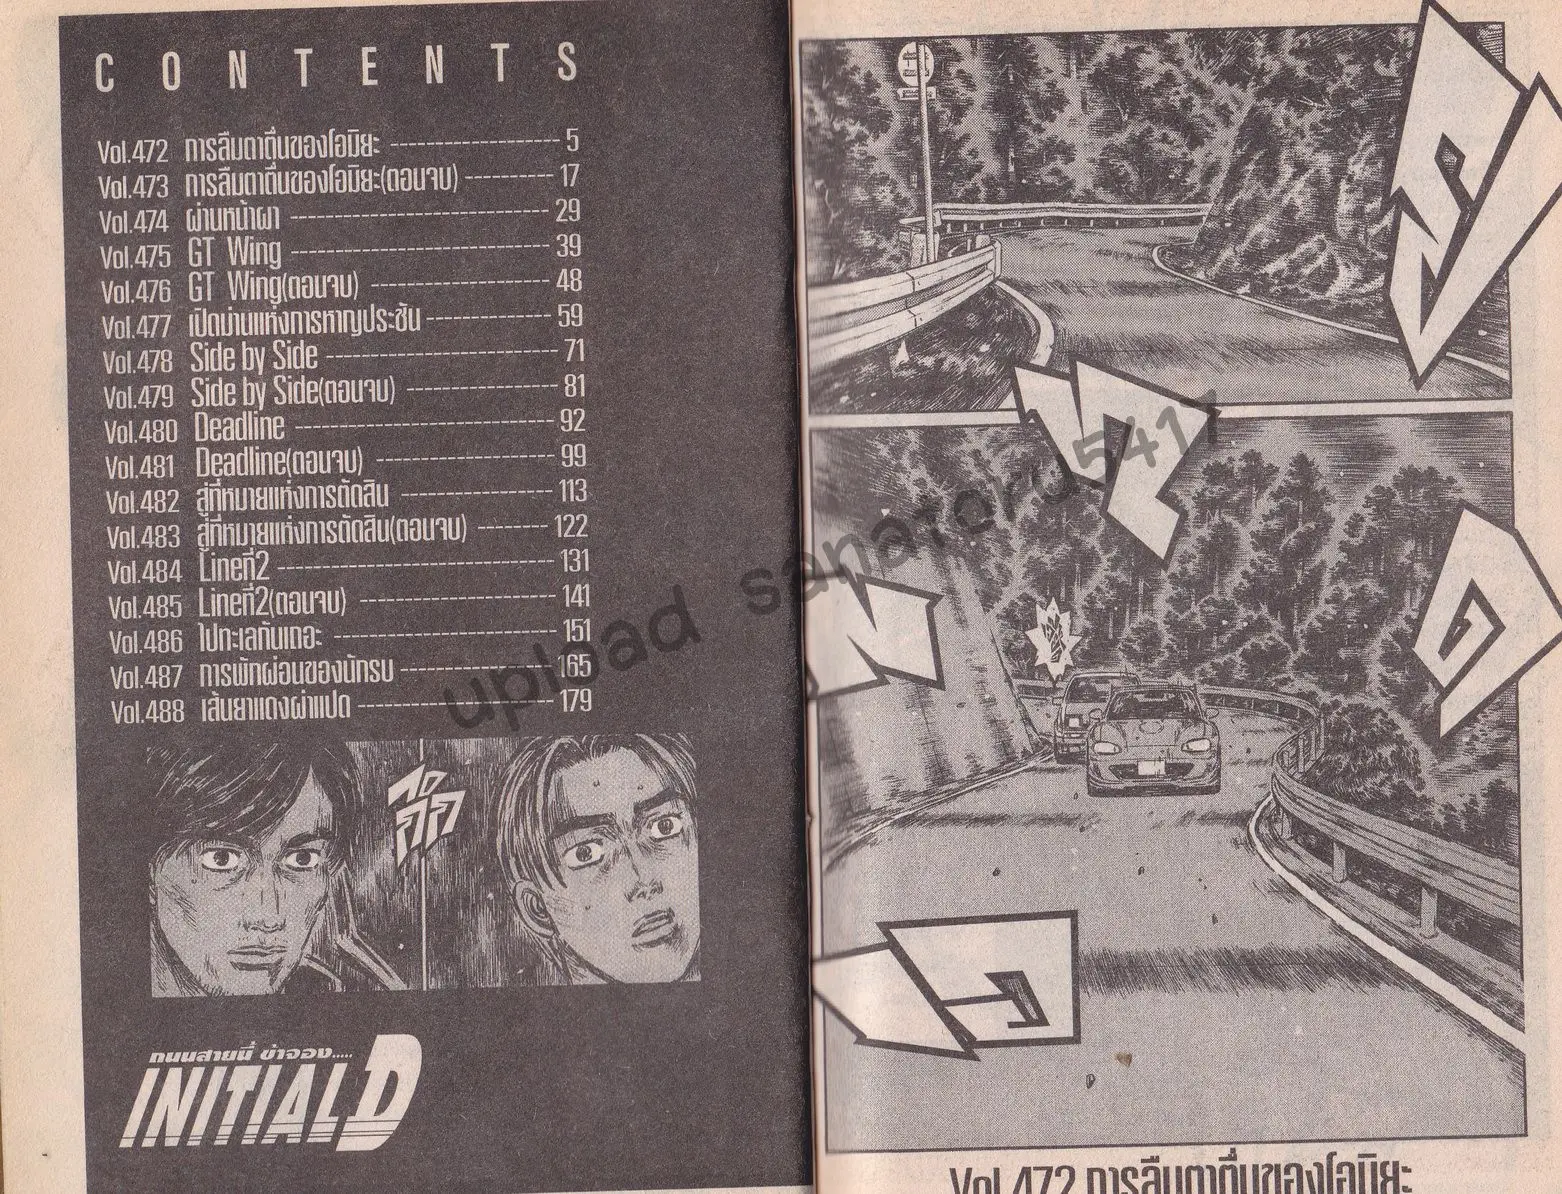 CONTENTS
Vol.472 การลืมตาตื่นของโอมิยะ 5
Vol.473 การลืมตาตื่นของโอมิยะ(ตอนจบ) 17
Vol.474 ผ่านหน้าผา 29
Vol.475 GT Wing 39
Vol.476 GT Wing(ตอนจบ) 48
Vol.477 เปิดม่านแห่งการหาญประชัน 59
Vol.478 Side by Side 71
Vol.479 Side by Side(ตอนจบ) 81
Vol.480 Deadline 92
Vol.481 Deadline(ตอนจบ) 99
Vol.482 สู่ที่หมายแห่งการตัดสิน 113
Vol.483 สู่ที่หมายแห่งการตัดสิน(ตอนจบ) 122
Vol.484 Lineที่2 131
Vol.485 Lineที่2(ตอนจบ) 141
Vol.486 ไปทะเลกันเถอะ 151
Vol.487 การพักผ่อนของนักรบ 165
Vol.488 เส้นยาแดงผ่าแปด 179
ถนนสายนี้ ข้าจอง.....
INITIAL D
upload sanatoru5417
Vol.472 การลืมตาตื่นของโอมิยะ